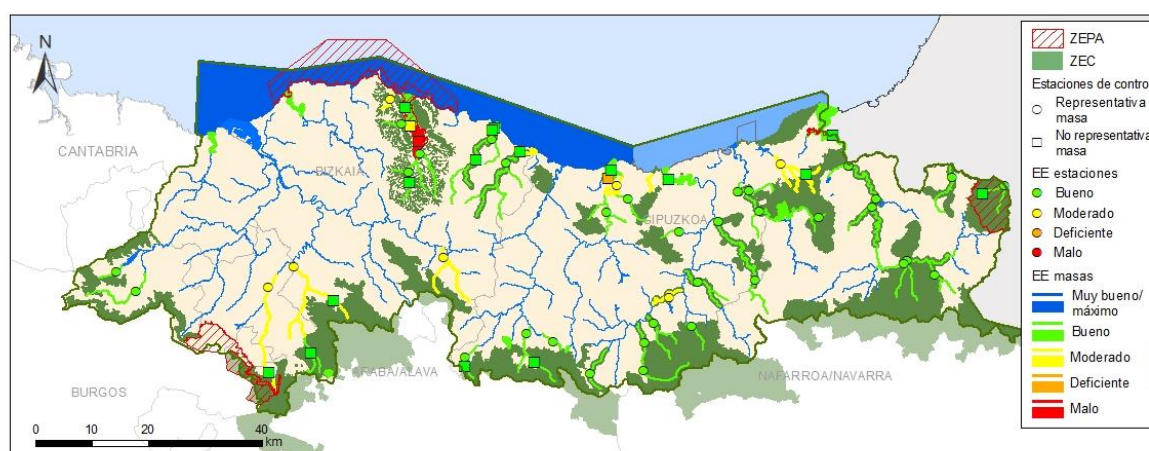 N
CANTABRIA
BIZKAIA
GIPUZKOA
BURGOS
ARABA/ALAVA
NAFARROA/NAVARRA
0 10 20 40
km
ZEPA
ZEC
Estaciones de control
Representativa
masa
No representativa
masa
EE estaciones
Bueno
Moderado
Deficiente
Malo
EE masas
Muy bueno/
máximo
Bueno
Moderado
Deficiente
Malo